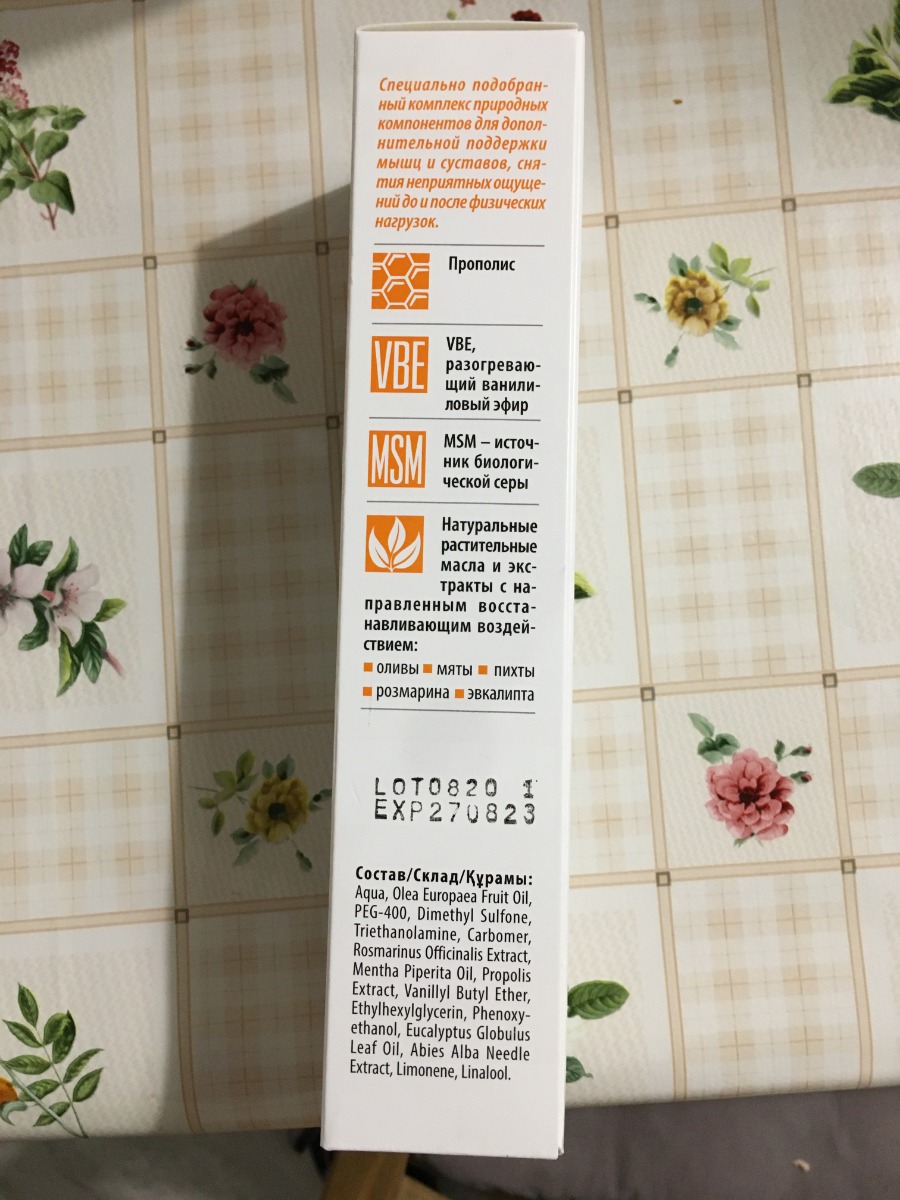 Специально подобран-
ный комплекс природных
компонентов для допол-
нительной поддержки
мышц и суставов, сня-
тия неприятных ощуще-
ний до и после физических
нагрузок.
Прополис
VBE
VBE,
разогреваю-
щий ванили-
ловый эфир
MSM
MSM – источ-
ник биологи-
ческой серы
Натуральные
растительные
масла и экс-
тракты с на-
правленным восста-
навливающим воздей-
ствием:
оливы мяты пихты
розмарина эвкалипта
LOT0820 1
EXP270823
Состав/Склад/Құрамы:
Aqua, Olea Europaea Fruit Oil,
PEG-400, Dimethyl Sulfone,
Triethanolamine, Carbomer,
Rosmarinus Officinalis Extract,
Mentha Piperita Oil, Propolis
Extract, Vanillyl Butyl Ether,
Ethylhexylglycerin, Phenoxy-
ethanol, Eucalyptus Globulus
Leaf Oil, Abies Alba Needle
Extract, Limonene, Linalool.